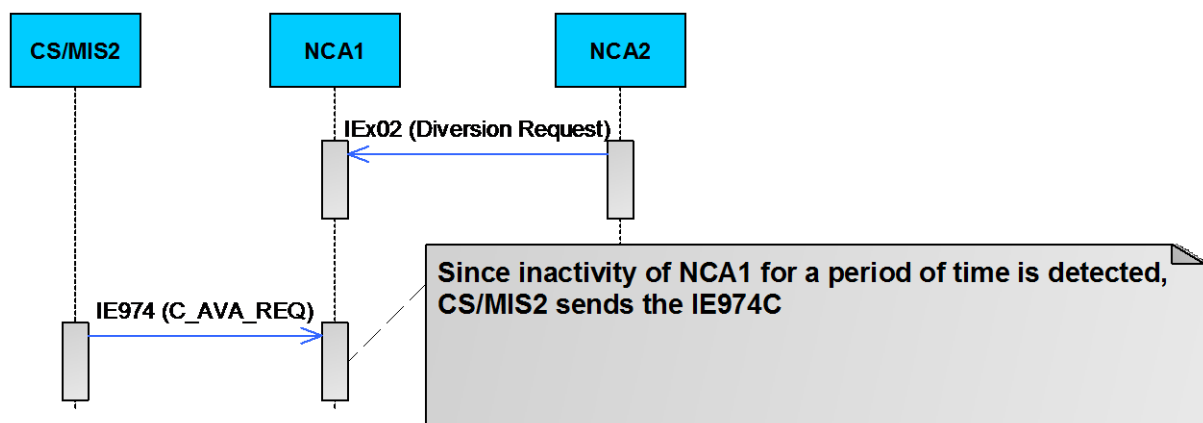 CS/MIS2
NCA1
NCA2
IEx02 (Diversion Request)
Since inactivity of NCA1 for a period of time is detected,
CS/MIS2 sends the IE974C
IE974 (C_AVA_REQ)